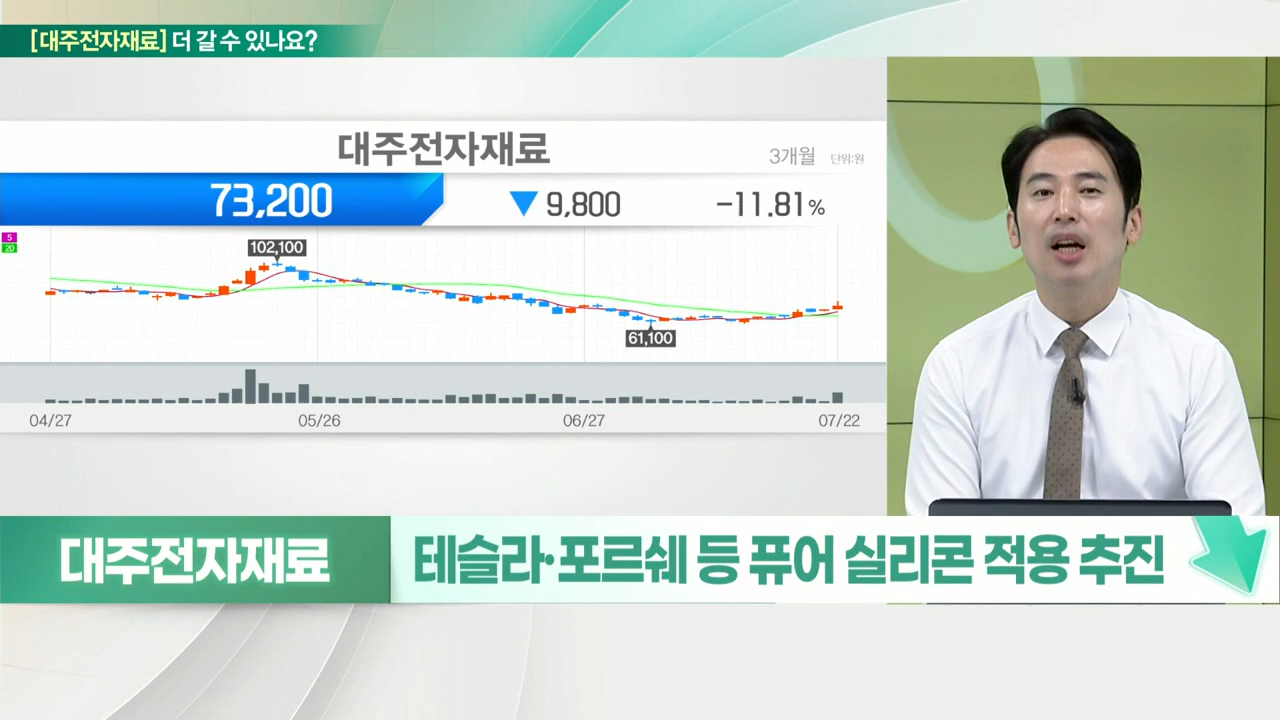 [대주전자재료] 더 갈 수 있나요?
대주전자재료
3개월 단위:원
73,200 ▼ 9,800 -11.81%
5
20
102,100
61,100
04/27 05/26 06/27 07/22
대주전자재료 테슬라·포르쉐 등 퓨어 실리콘 적용 추진